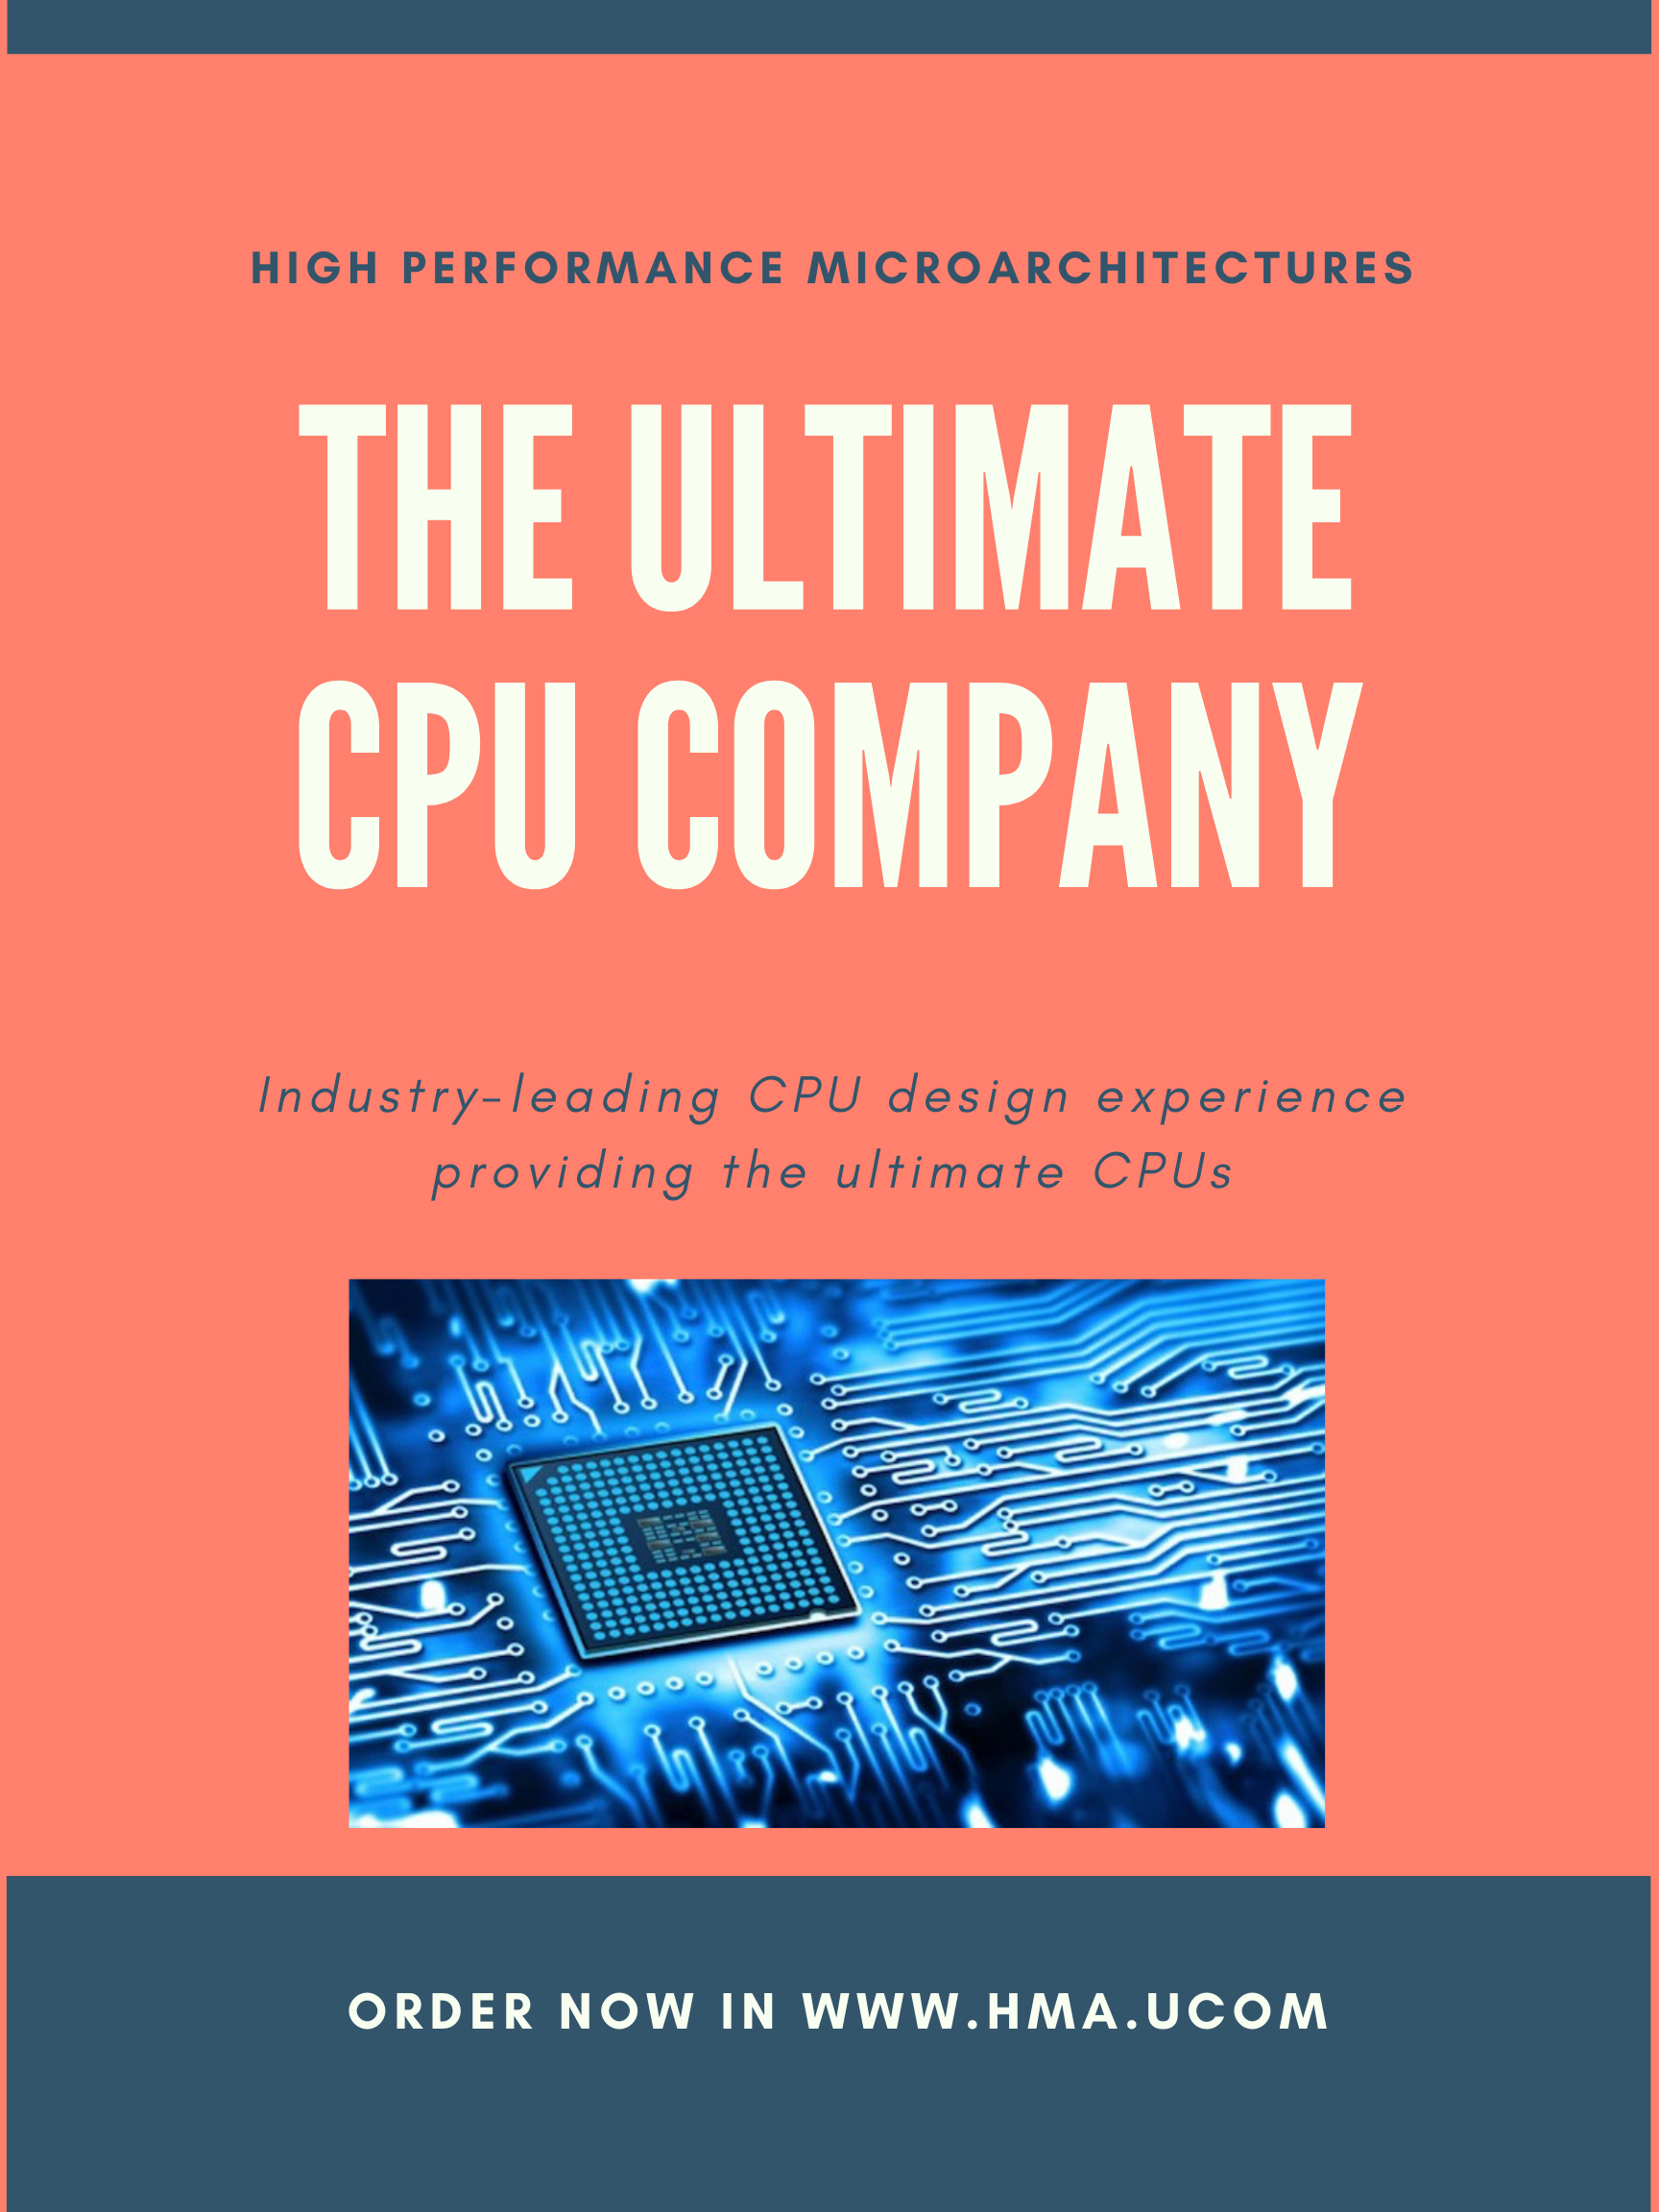 HIGH PERFORMANCE MICROARCHITECTURES
THE ULTIMATE
CPU COMPANY
Industry-leading CPU design experience
providing the ultimate CPUs
ORDER NOW IN WWW.HMA.UCOM